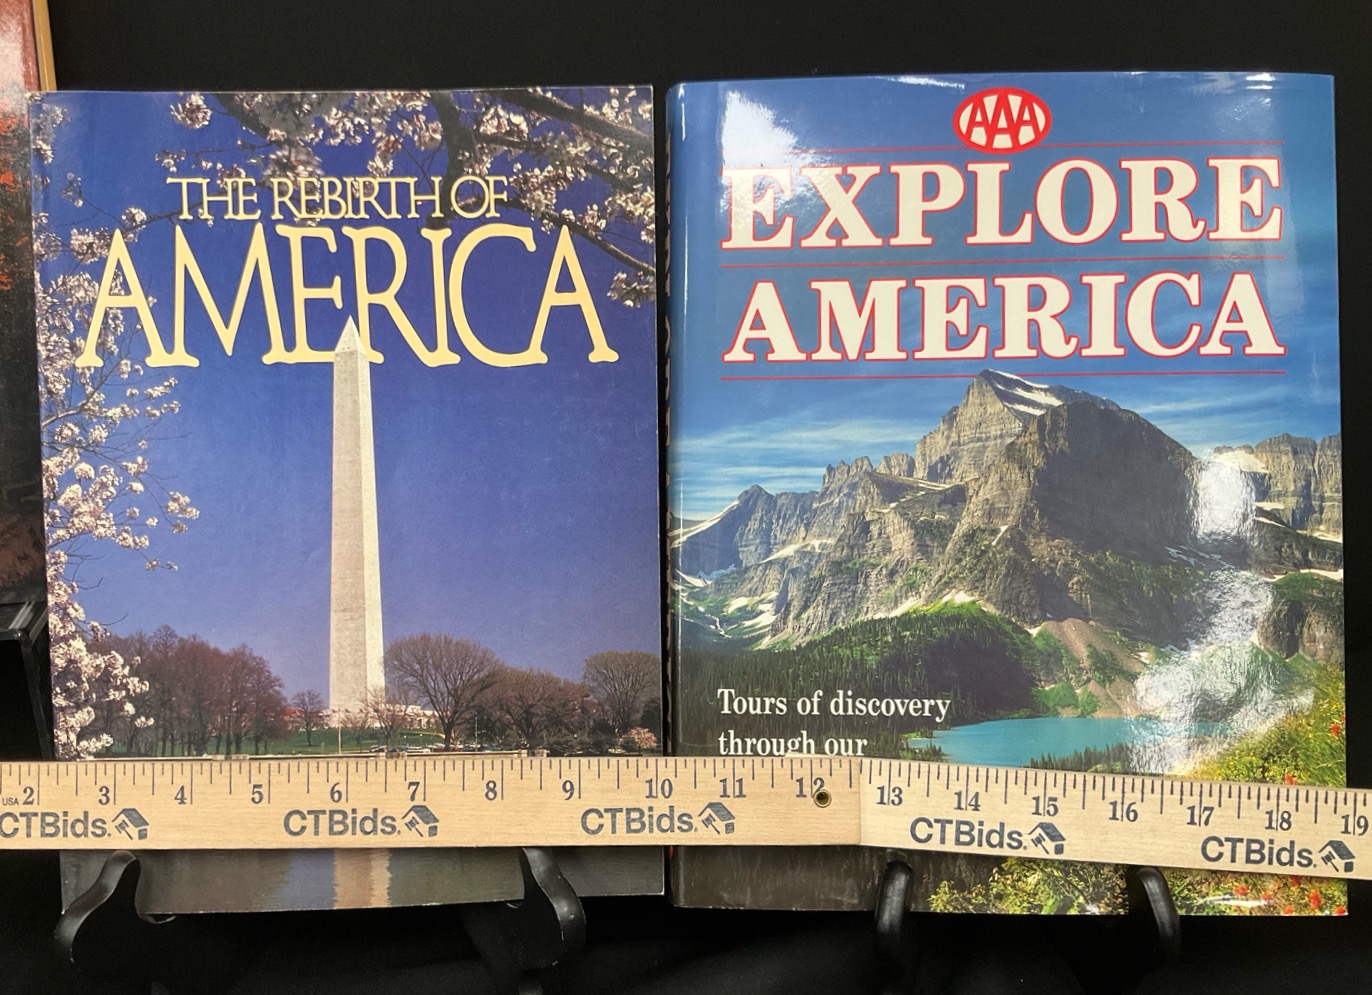 THE REBIRTH OF
AMERICA
AAA
EXPLORE
AMERICA
Tours of discovery
through our
USA 2 3 4 5 6 7 8 9 10 11 12 13 14 15 16 17 18 19
CTBids. CTBids. CTBids. CTBids. CTBids.